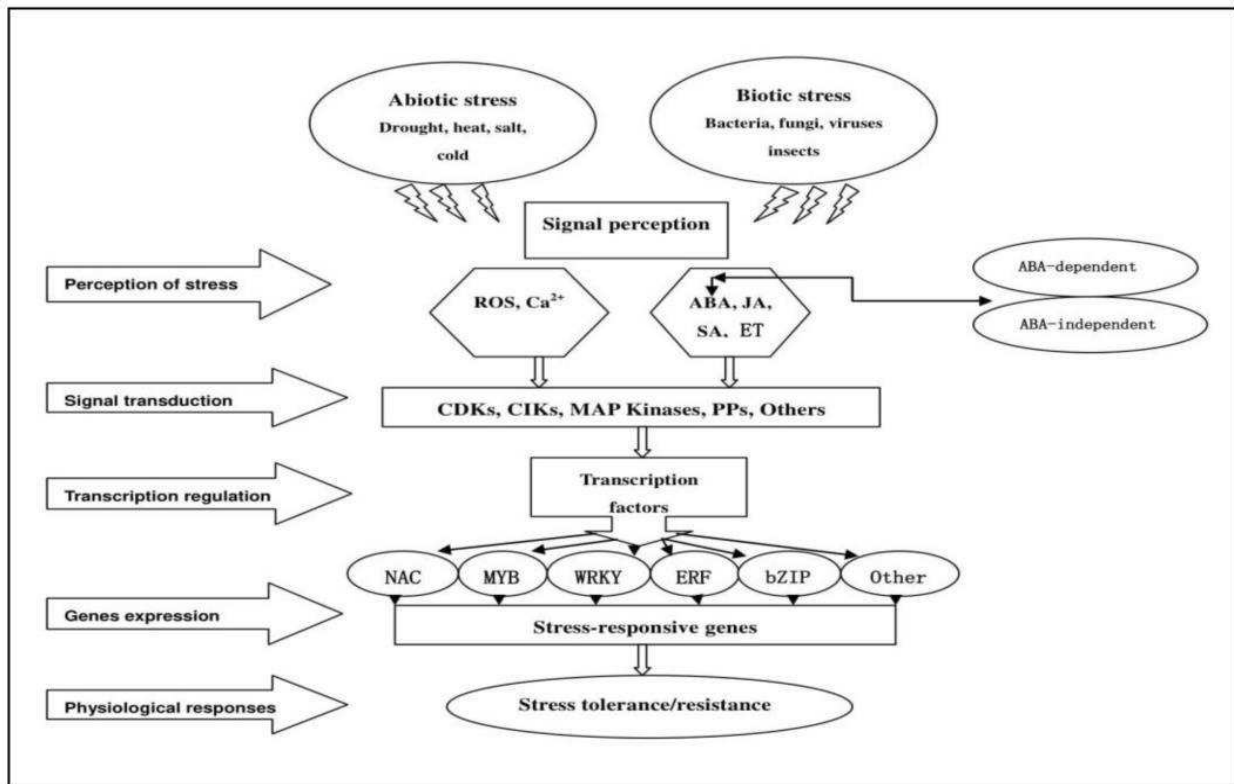 Abiotic stress
Drought, heat, salt,
cold
Biotic stress
Bacteria, fungi, viruses
insects
Signal perception
Perception of stress
ROS, Ca²⁺
ABA, JA,
SA, ET
ABA-dependent
ABA-independent
Signal transduction
CDKs, CIKs, MAP Kinases, PPs, Others
Transcription regulation
Transcription
factors
NAC
MYB
WRKY
ERF
bZIP
Other
Genes expression
Stress-responsive genes
Physiological responses
Stress tolerance/resistance